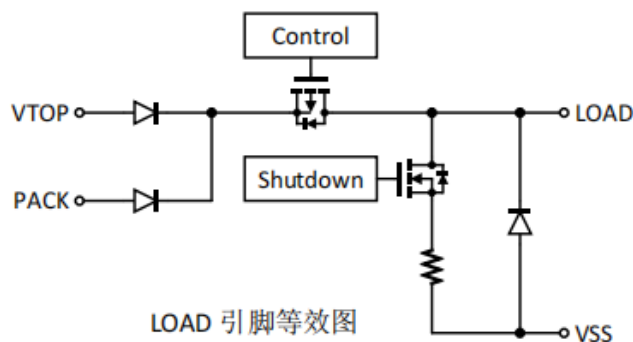 Control
VTOP
LOAD
Shutdown
PACK
LOAD 引脚等效图
VSS